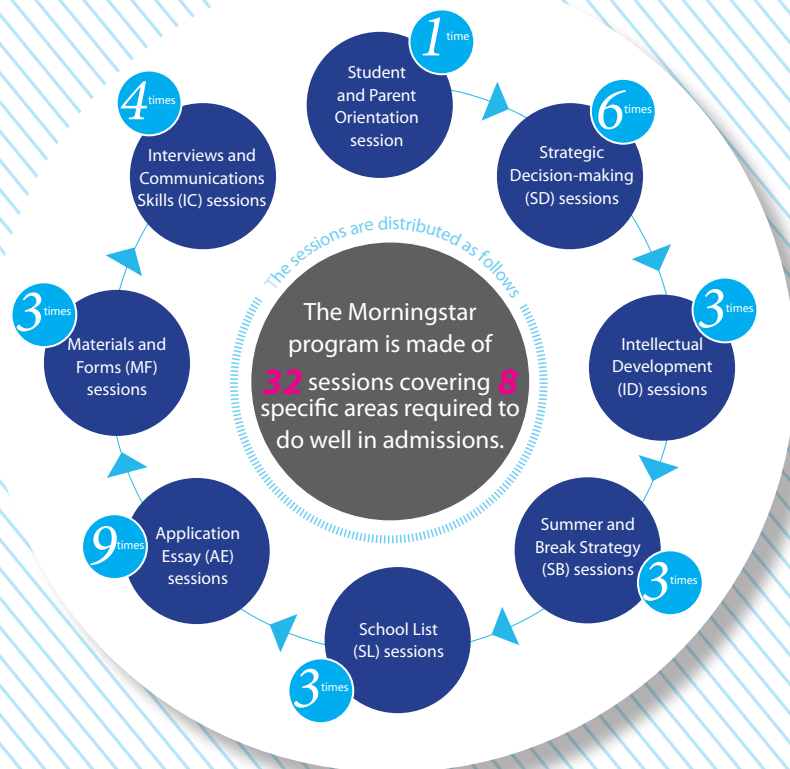 1 time
Student
and Parent
Orientation
session
6 times
Strategic
Decision-making
(SD) sessions
3 times
Intellectual
Development
(ID) sessions
Summer and
Break Strategy
(SB) sessions
3 times
School List
(SL) sessions
3 times
9 times
Application
Essay (AE)
sessions
3 times
Materials and
Forms (MF)
sessions
4 times
Interviews and
Communications
Skills (IC) sessions
The sessions are distributed as follows
The Morningstar
program is made of
32 sessions covering 8
specific areas required to
do well in admissions.